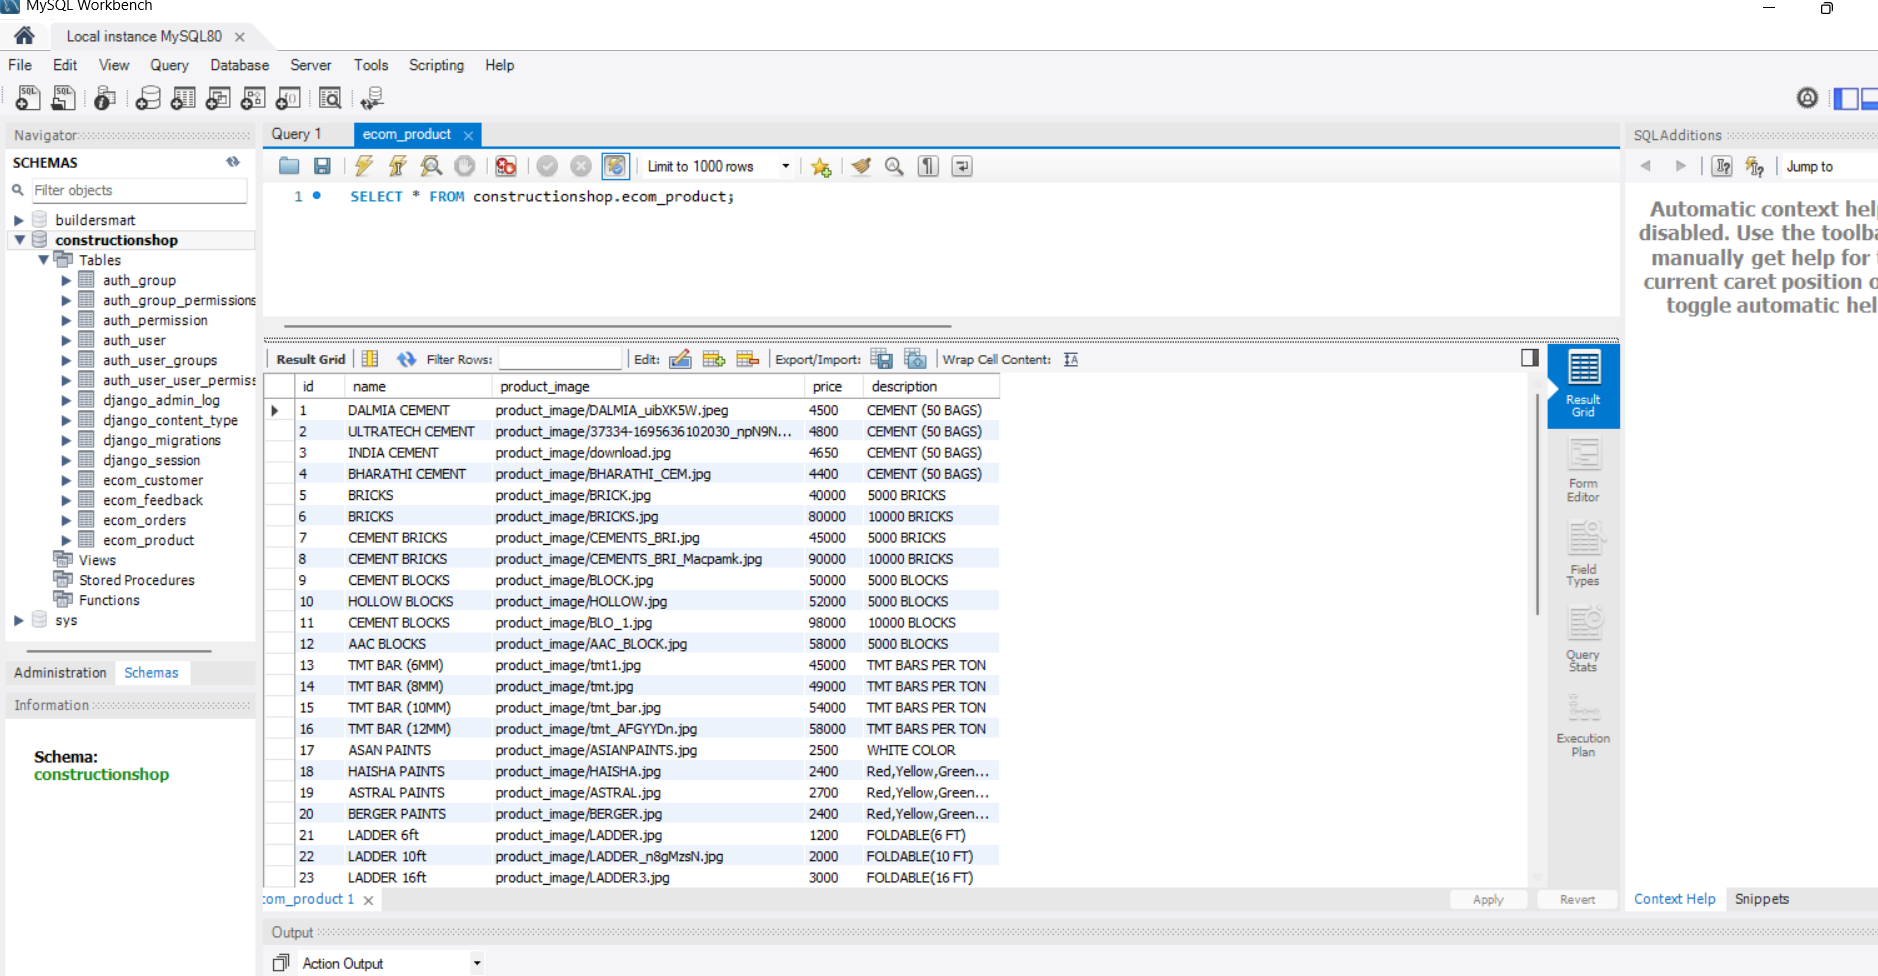 MySQL Workbench
Local instance MySQL80
File Edit View Query Database Server Tools Scripting Help
Navigator
SCHEMAS
Filter objects
buildersmart
constructionshop
Tables
auth_group
auth_group_permissions
auth_permission
auth_user
auth_user_groups
auth_user_user_permiss
django_admin_log
django_content_type
django_migrations
django_session
ecom_customer
ecom_feedback
ecom_orders
ecom_product
Views
Stored Procedures
Functions
sys
Administration Schemas
Information
Schema:
constructionshop
Query 1 ecom_product
Limit to 1000 rows
1 SELECT * FROM constructionshop.ecom_product;
Result Grid Filter Rows: Edit: Export/Import: Wrap Cell Content:
id name product_image price description
1 DALMIA CEMENT product_image/DALMIA_uibXK5W.jpeg 4500 CEMENT (50 BAGS)
2 ULTRATECH CEMENT product_image/37334-1695636102030_npN9N... 4800 CEMENT (50 BAGS)
3 INDIA CEMENT product_image/download.jpg 4650 CEMENT (50 BAGS)
4 BHARATHI CEMENT product_image/BHARATHI_CEM.jpg 4400 CEMENT (50 BAGS)
5 BRICKS product_image/BRICK.jpg 40000 5000 BRICKS
6 BRICKS product_image/BRICKS.jpg 80000 10000 BRICKS
7 CEMENT BRICKS product_image/CEMENTS_BRI.jpg 45000 5000 BRICKS
8 CEMENT BRICKS product_image/CEMENTS_BRI_Macpamk.jpg 90000 10000 BRICKS
9 CEMENT BLOCKS product_image/BLOCK.jpg 50000 5000 BLOCKS
10 HOLLOW BLOCKS product_image/HOLLOW.jpg 52000 5000 BLOCKS
11 CEMENT BLOCKS product_image/BLO_1.jpg 98000 10000 BLOCKS
12 AAC BLOCKS product_image/AAC_BLOCK.jpg 58000 5000 BLOCKS
13 TMT BAR (6MM) product_image/tmt1.jpg 45000 TMT BARS PER TON
14 TMT BAR (8MM) product_image/tmt.jpg 49000 TMT BARS PER TON
15 TMT BAR (10MM) product_image/tmt_bar.jpg 54000 TMT BARS PER TON
16 TMT BAR (12MM) product_image/tmt_AFGYYDn.jpg 58000 TMT BARS PER TON
17 ASAN PAINTS product_image/ASIANPAINTS.jpg 2500 WHITE COLOR
18 HAISHA PAINTS product_image/HAISHA.jpg 2400 Red,Yellow,Green...
19 ASTRAL PAINTS product_image/ASTRAL.jpg 2700 Red,Yellow,Green...
20 BERGER PAINTS product_image/BERGER.jpg 2400 Red,Yellow,Green...
21 LADDER 6ft product_image/LADDER.jpg 1200 FOLDABLE(6 FT)
22 LADDER 10ft product_image/LADDER_n8gMzsN.jpg 2000 FOLDABLE(10 FT)
23 LADDER 16ft product_image/LADDER3.jpg 3000 FOLDABLE(16 FT)
com_product 1
Apply Revert
Output
Action Output
Result
Grid
Form
Editor
Field
Types
Query
Stats
Execution
Plan
SQLAdditions
Jump to
Automatic context help
disabled. Use the toolba
manually get help for t
current caret position o
toggle automatic hel
Context Help Snippets